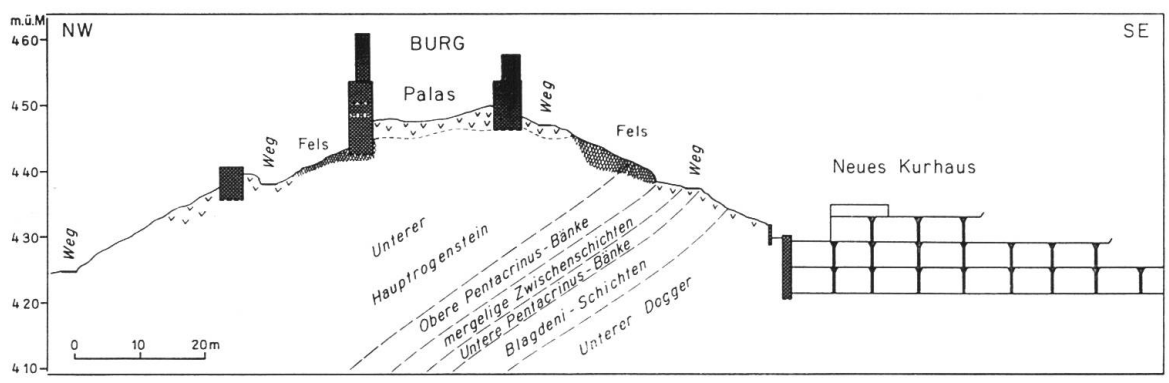 m.ü.M
NW
SE
460
450
440
430
420
410
BURG
Palas
Weg
Fels
Weg
Weg
Fels
Weg
Neues Kurhaus
Unterer
Hauptrogenstein
Obere Pentacrinus-Bänke
mergelige Zwischenschichten
Untere Pentacrinus-Bänke
Blagdeni-Schichten
Unterer Dogger
0 10 20m